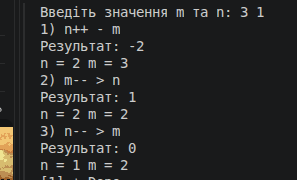 Введіть значення m та n: 3 1
1) n++ - m
Результат: -2
n = 2 m = 3
2) m-- > n
Результат: 1
n = 2 m = 2
3) n-- > m
Результат: 0
n = 1 m = 2